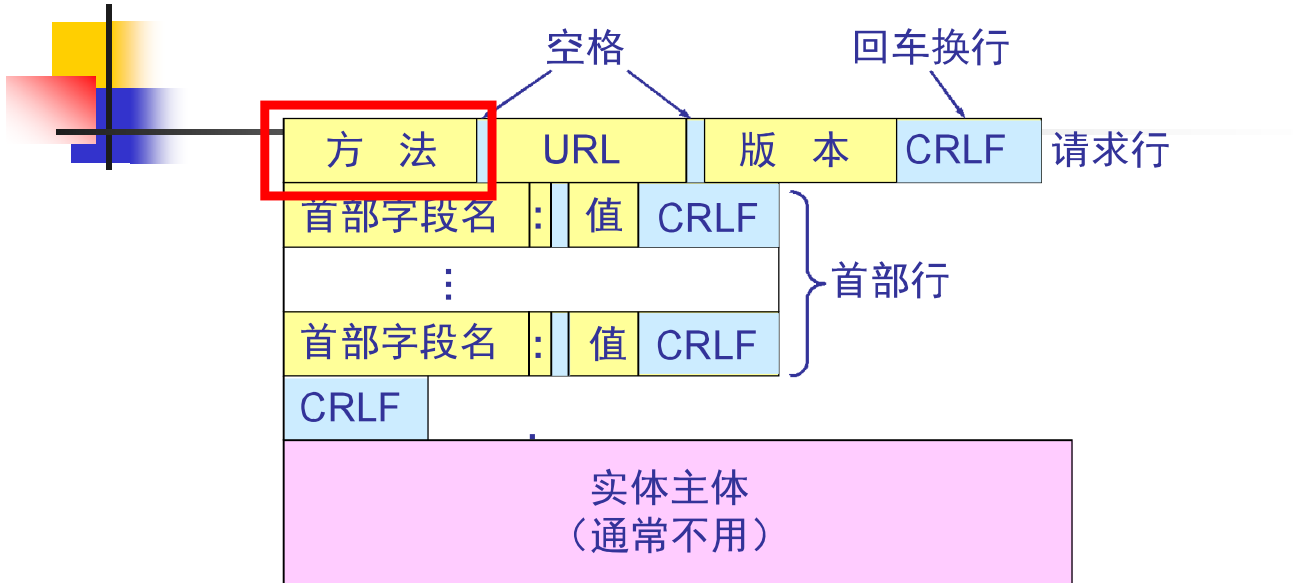 空格 回车换行
方 法 URL 版 本 CRLF 请求行
首部字段名 : 值 CRLF
⋮
首部行
首部字段名 : 值 CRLF
CRLF
实体主体
（通常不用）